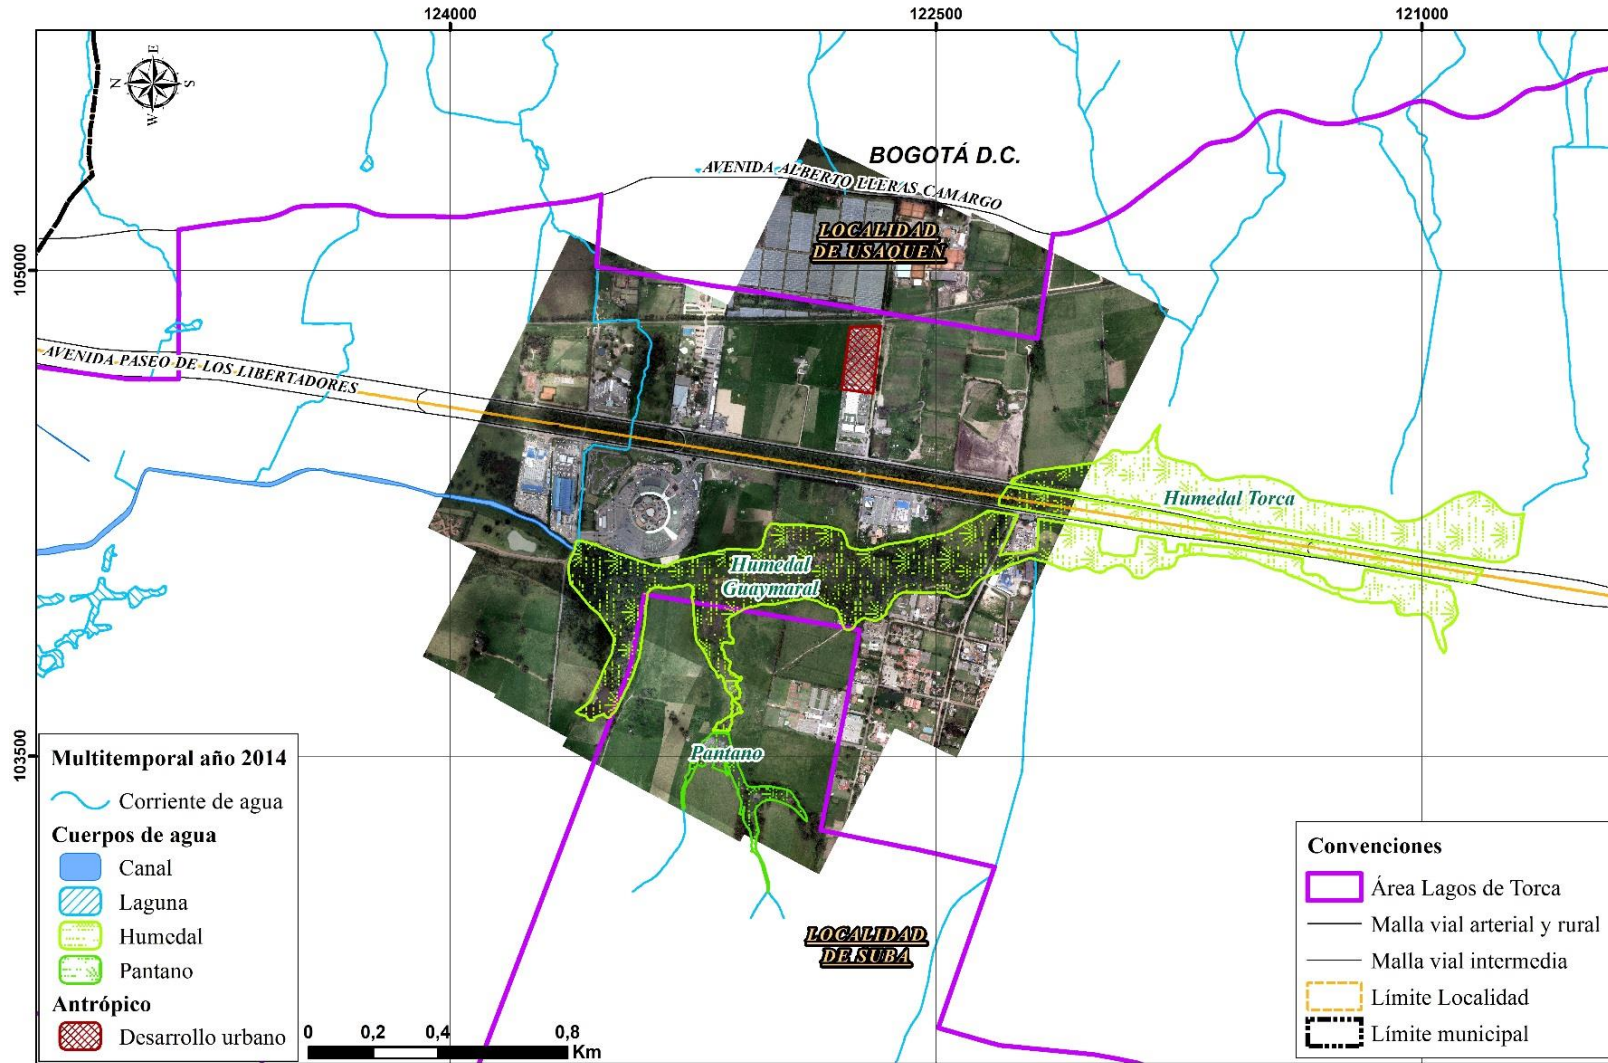 124000
122500
121000
E
N
S
W
BOGOTÁ D.C.
AVENIDA ALBERTO LLERAS CAMARGO
LOCALIDAD
DE USAQUEN
105000
AVENIDA PASEO DE LOS LIBERTADORES
Humedal Torca
Humedal
Guaymaral
Pantano
103500
LOCALIDAD
DE SUBA
Multitemporal año 2014
Corriente de agua
Cuerpos de agua
Canal
Laguna
Humedal
Pantano
Antrópico
Desarrollo urbano
0 0,2 0,4 0,8
Km
Convenciones
Área Lagos de Torca
Malla vial arterial y rural
Malla vial intermedia
Límite Localidad
Límite municipal